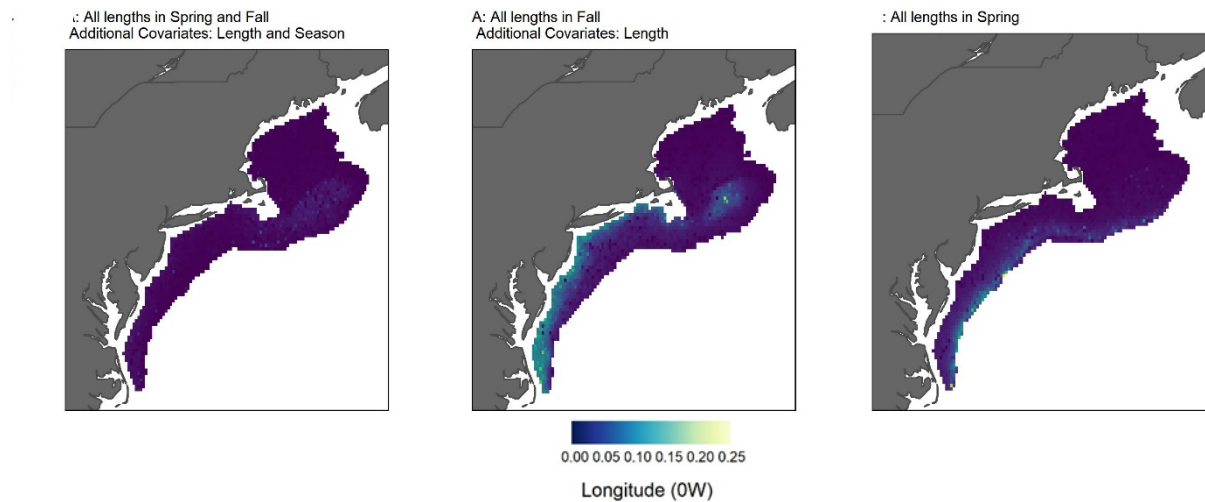 : All lengths in Spring and Fall
Additional Covariates: Length and Season
A: All lengths in Fall
Additional Covariates: Length
: All lengths in Spring
0.00 0.05 0.10 0.15 0.20 0.25
Longitude (0W)